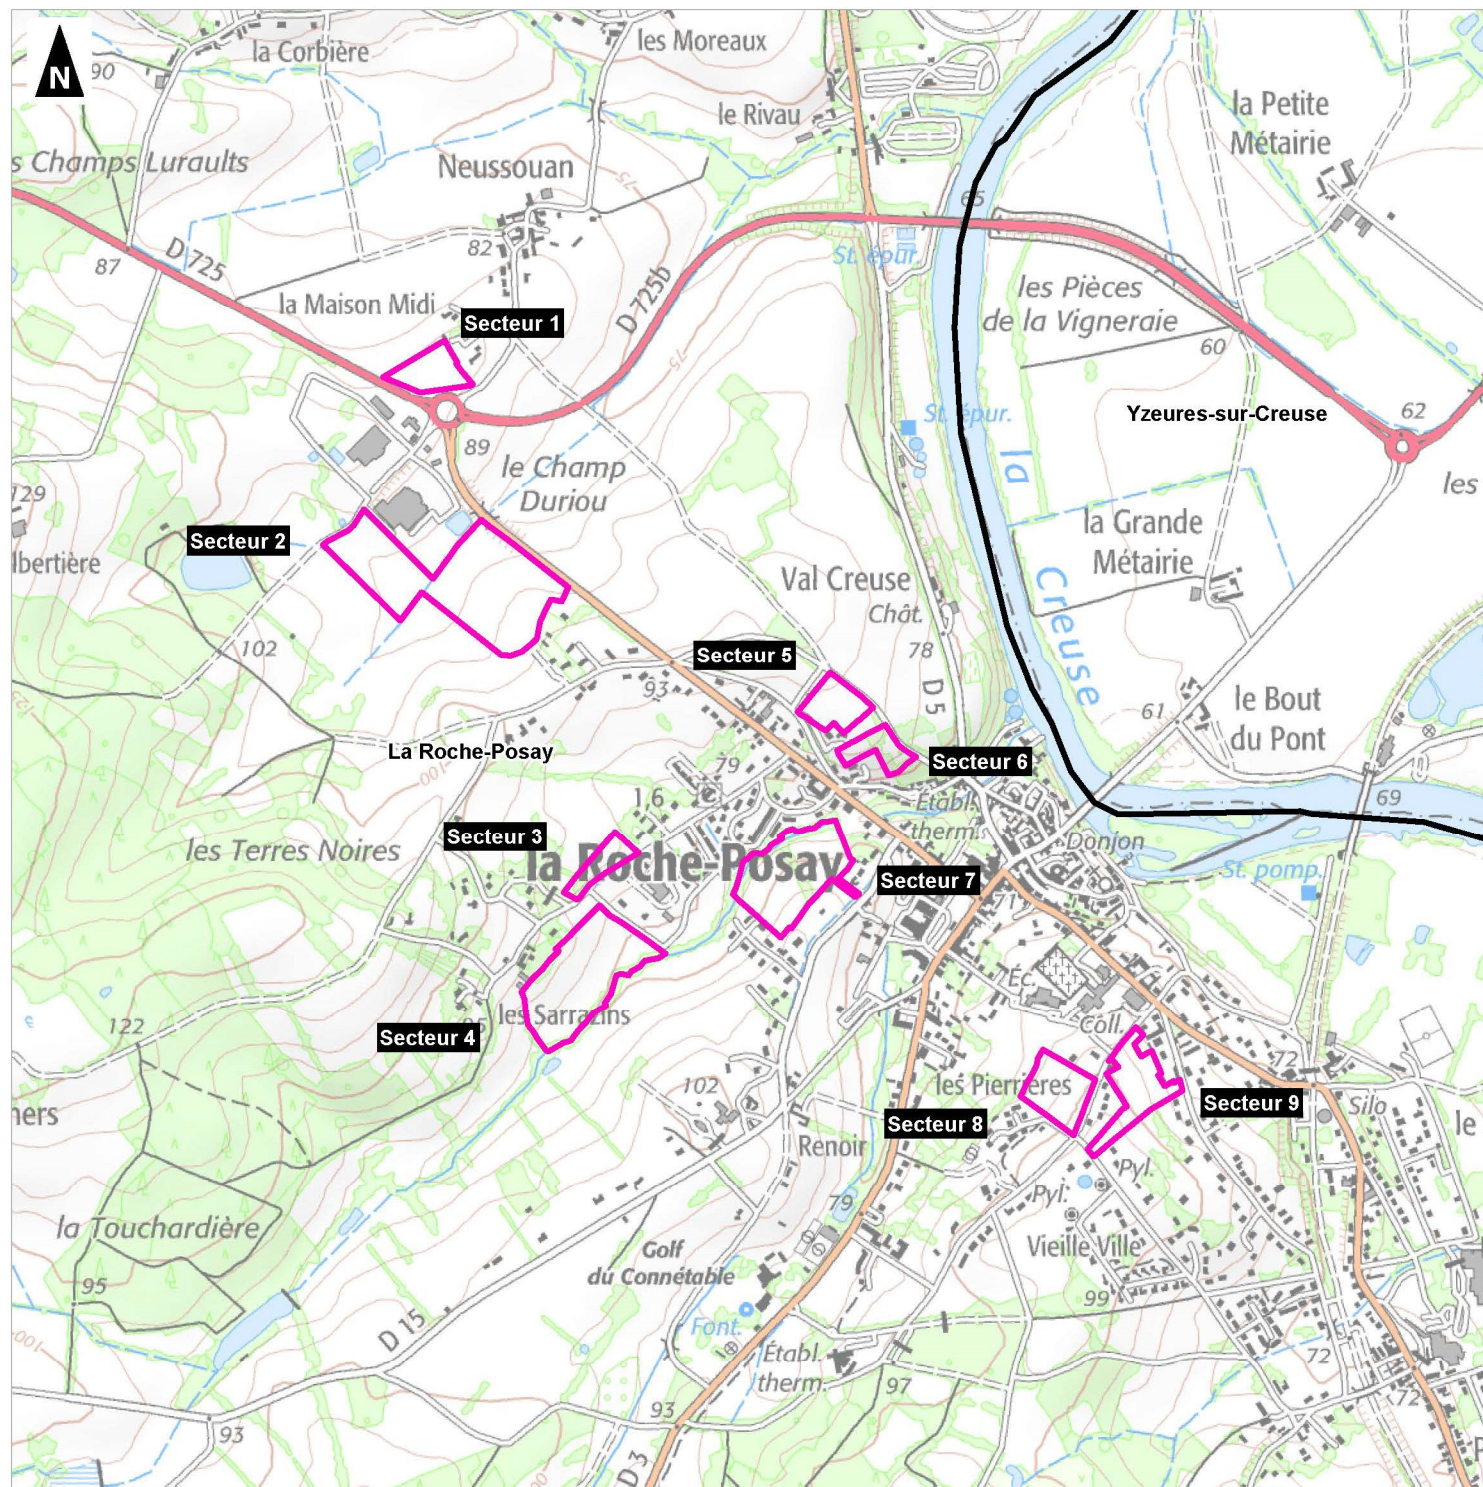 N
90
la Corbière
les Moreaux
le Rivau
la Petite
Métairie
s Champs Luraults
Neussouan
75
65
82
87
D 725
St. épur.
la Maison Midi
D 725b
les Pièces
de la Vigneraie
Secteur 1
75
60
Yzeures-sur-Creuse
62
St. épur.
89
le Champ
Duriou
la
Creuse
les
129
la Grande
Métairie
Secteur 2
lbertière
Val Creuse
Chât.
102
78
Secteur 5
93
D 5
le Bout
du Pont
61
La Roche-Posay
Secteur 6
79
100
1,6
69
Établ.
therm.
Secteur 3
Donjon
les Terres Noires
la Roche-Posay
St. pomp.
Secteur 7
71
Éc.
les Sarrazins
122
Secteur 4
Coll.
72
102
les Pierrières
hers
Secteur 9
Silo
Secteur 8
le
Renoir
Pyl.
Pyl.
79
la Touchardière
Vieille Ville
Golf
du Connétable
95
99
D 15
Font.
100
Établ.
therm.
72
97
72
93
93
D 3